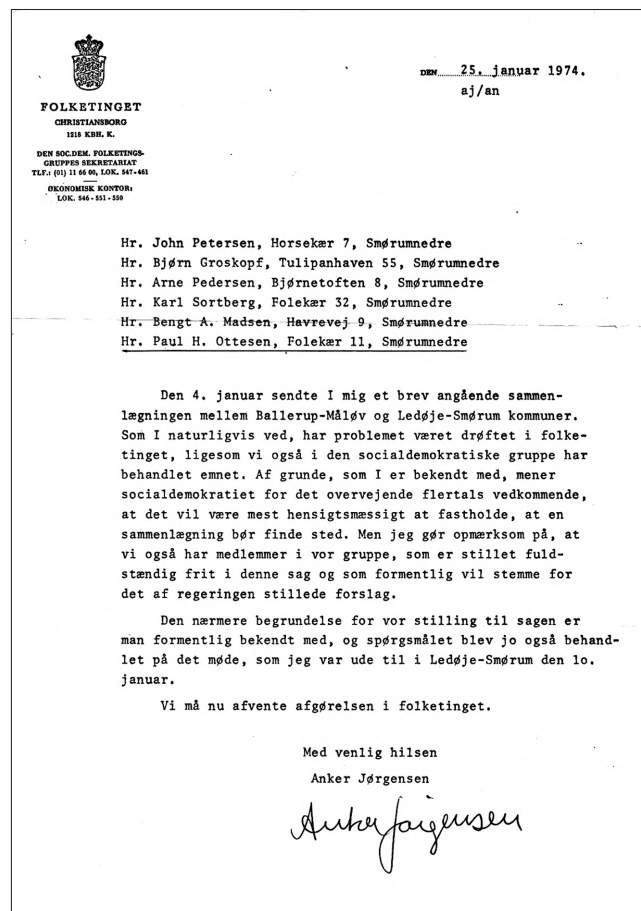 FOLKETINGET
CHRISTIANSBORG
1218 KBH. K.
DEN SOC.DEM. FOLKETINGS-
GRUPPES SEKRETARIAT
TLF.: (01) 11 66 00, LOK. 547-461
ØKONOMISK KONTOR:
LOK. 546 - 551 - 550
DEN 25. januar 1974.
aj/an
Hr. John Petersen, Horsekær 7, Smørumnedre
Hr. Bjørn Groskopf, Tulipanhaven 55, Smørumnedre
Hr. Arne Pedersen, Bjørnetoften 8, Smørumnedre
Hr. Karl Sortberg, Folekær 32, Smørumnedre
Hr. Bengt A. Madsen, Havrevej 9, Smørumnedre
Hr. Paul H. Ottesen, Folekær 11, Smørumnedre
Den 4. januar sendte I mig et brev angående sammen-
lægningen mellem Ballerup-Måløv og Ledøje-Smørum kommuner.
Som I naturligvis ved, har problemet været drøftet i folke-
tinget, ligesom vi også i den socialdemokratiske gruppe har
behandlet emnet. Af grunde, som I er bekendt med, mener
socialdemokratiet for det overvejende flertals vedkommende,
at det vil være mest hensigtsmæssigt at fastholde, at en
sammenlægning bør finde sted. Men jeg gør opmærksom på, at
vi også har medlemmer i vor gruppe, som er stillet fuld-
stændig frit i denne sag og som formentlig vil stemme for
det af regeringen stillede forslag.
Den nærmere begrundelse for vor stilling til sagen er
man formentlig bekendt med, og spørgsmålet blev jo også behand-
let på det møde, som jeg var ude til i Ledøje-Smørum den lo.
januar.
Vi må nu afvente afgørelsen i folketinget.
Med venlig hilsen
Anker Jørgensen
Anker Jørgensen